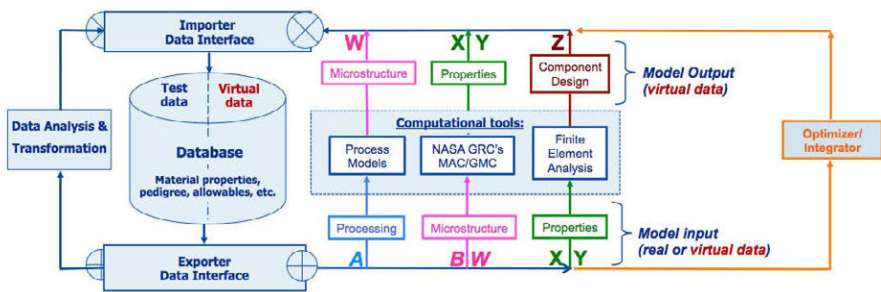 Importer
Data Interface
W
X Y
Z
Microstructure
Properties
Component
Design
Model Output
(virtual data)
Test
data
Virtual
data
Data Analysis &
Transformation
Database
Material properties,
pedigree, allowables, etc.
Computational tools:
Process
Models
NASA GRC's
MAC/GMC
Finite
Element
Analysis
Optimizer/
Integrator
Processing
Microstructure
Properties
Model input
(real or virtual data)
A
B W
X Y
Exporter
Data Interface